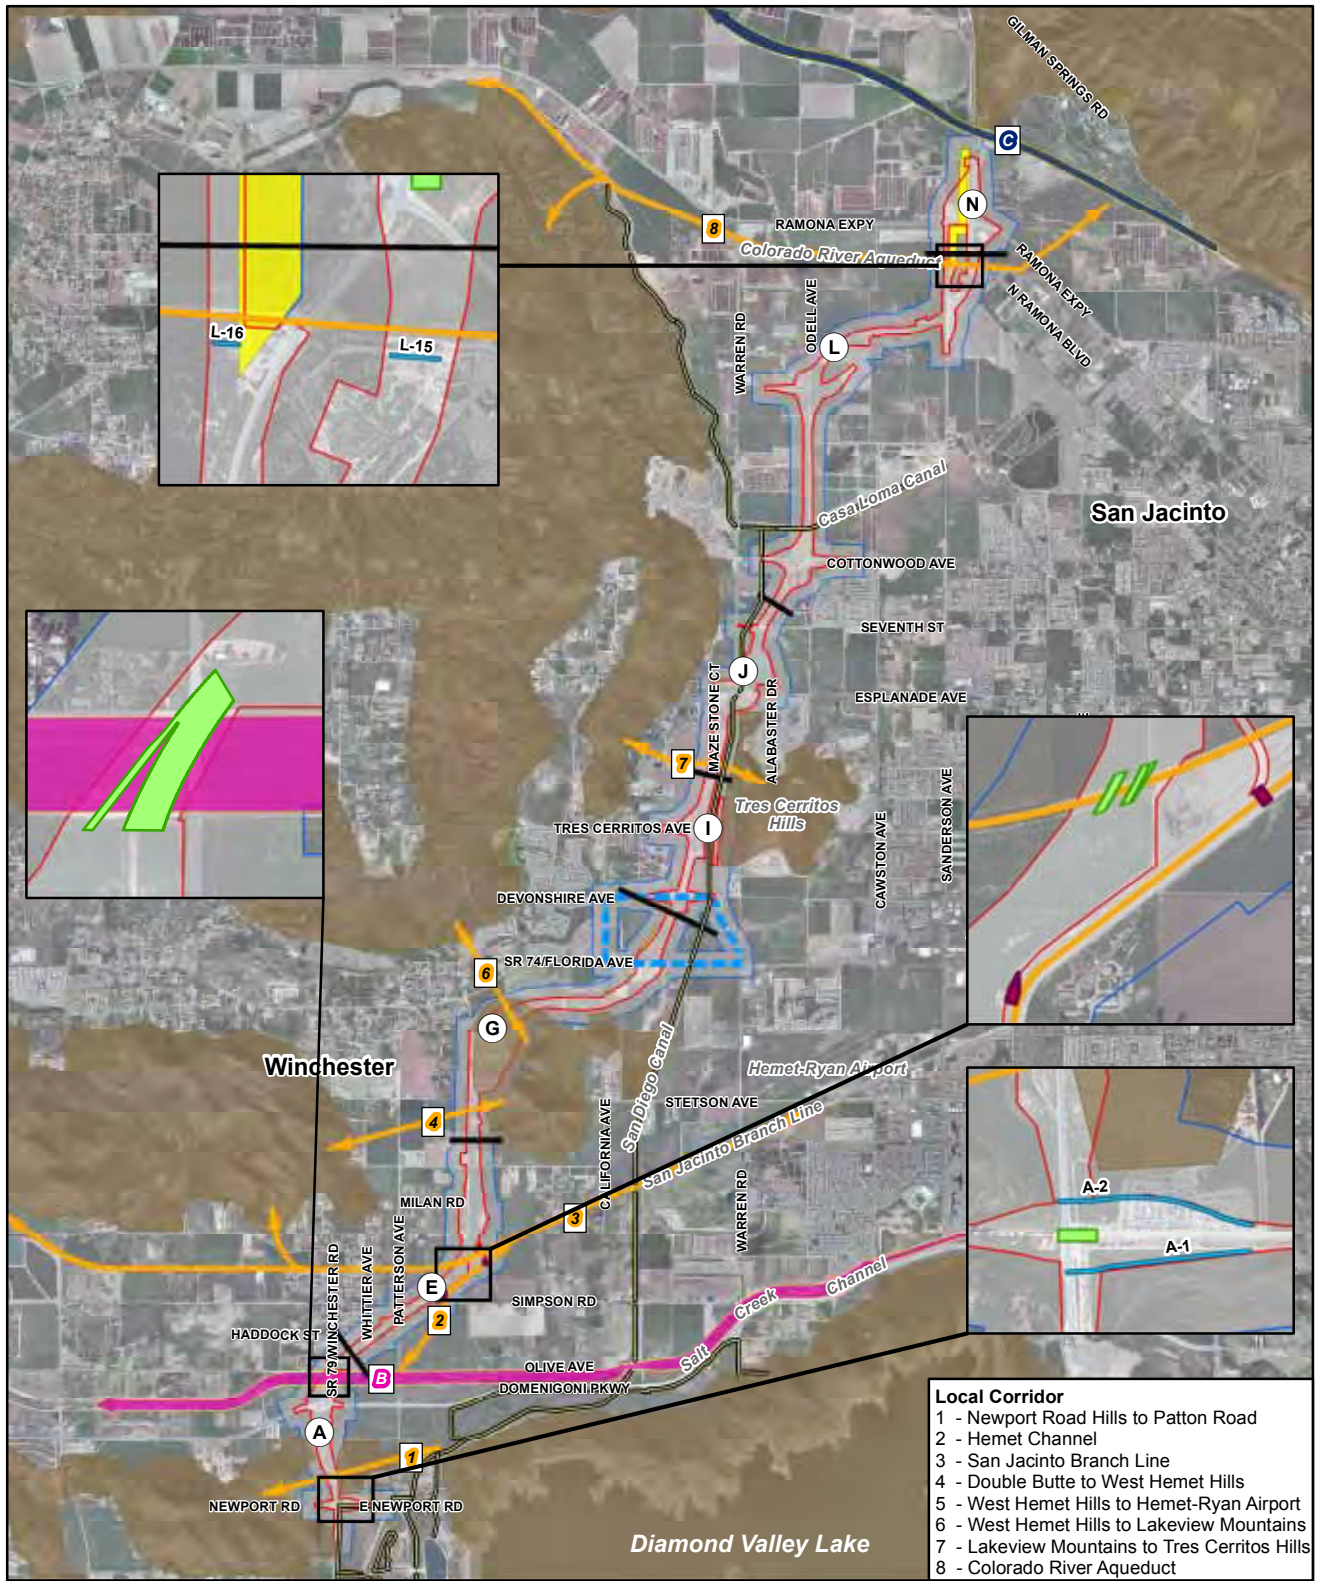 GILMAN SPRINGS RD
C
N
RAMONA EXPY
8
Colorado River Aqueduct
RAMONA EXPY
N RAMONA BLVD
L-16
L-15
WARREN RD
ODELL AVE
L
Casa Loma Canal
San Jacinto
COTTONWOOD AVE
SEVENTH ST
J
MAZE STONE CT
ALABASTER DR
ESPLANADE AVE
7
Tres Cerritos
Hills
TRES CERRITOS AVE
I
CAWSTON AVE
SANDERSON AVE
DEVONSHIRE AVE
SR 74/FLORIDA AVE
6
G
Winchester
San Diego Canal
Hemet-Ryan Airport
STETSON AVE
4
CALIFORNIA AVE
San Jacinto Branch Line
WARREN RD
MILAN RD
3
A-2
A-1
SR 79/WINCHESTER RD
WHITTIER AVE
PATTERSON AVE
E
2
SIMPSON RD
HADDOCK ST
Salt Creek Channel
B
OLIVE AVE
DOMENIGONI PKWY
A
1
NEWPORT RD
E NEWPORT RD
Diamond Valley Lake
Local Corridor
1 - Newport Road Hills to Patton Road
2 - Hemet Channel
3 - San Jacinto Branch Line
4 - Double Butte to West Hemet Hills
5 - West Hemet Hills to Hemet-Ryan Airport
6 - West Hemet Hills to Lakeview Mountains
7 - Lakeview Mountains to Tres Cerritos Hills
8 - Colorado River Aqueduct